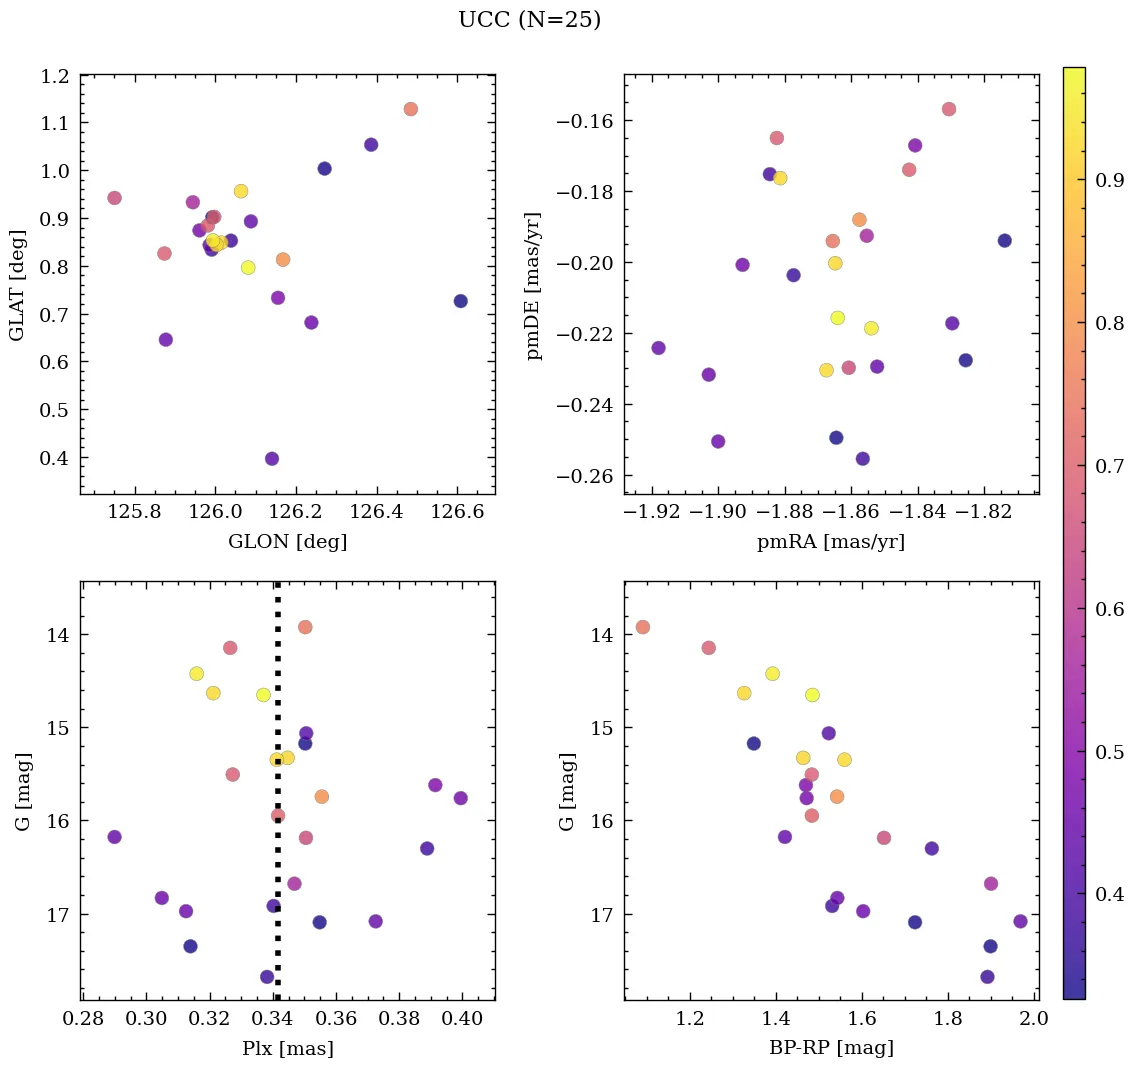 UCC (N=25)
1.2
1.1
1.0
0.9
0.8
0.7
0.6
0.5
0.4
GLAT [deg]
125.8 126.0 126.2 126.4 126.6
GLON [deg]
−0.16
−0.18
−0.20
−0.22
−0.24
−0.26
pmDE [mas/yr]
−1.92 −1.90 −1.88 −1.86 −1.84 −1.82
pmRA [mas/yr]
14
15
16
17
G [mag]
0.28 0.30 0.32 0.34 0.36 0.38 0.40
Plx [mas]
14
15
16
17
G [mag]
1.2 1.4 1.6 1.8 2.0
BP-RP [mag]
0.9
0.8
0.7
0.6
0.5
0.4